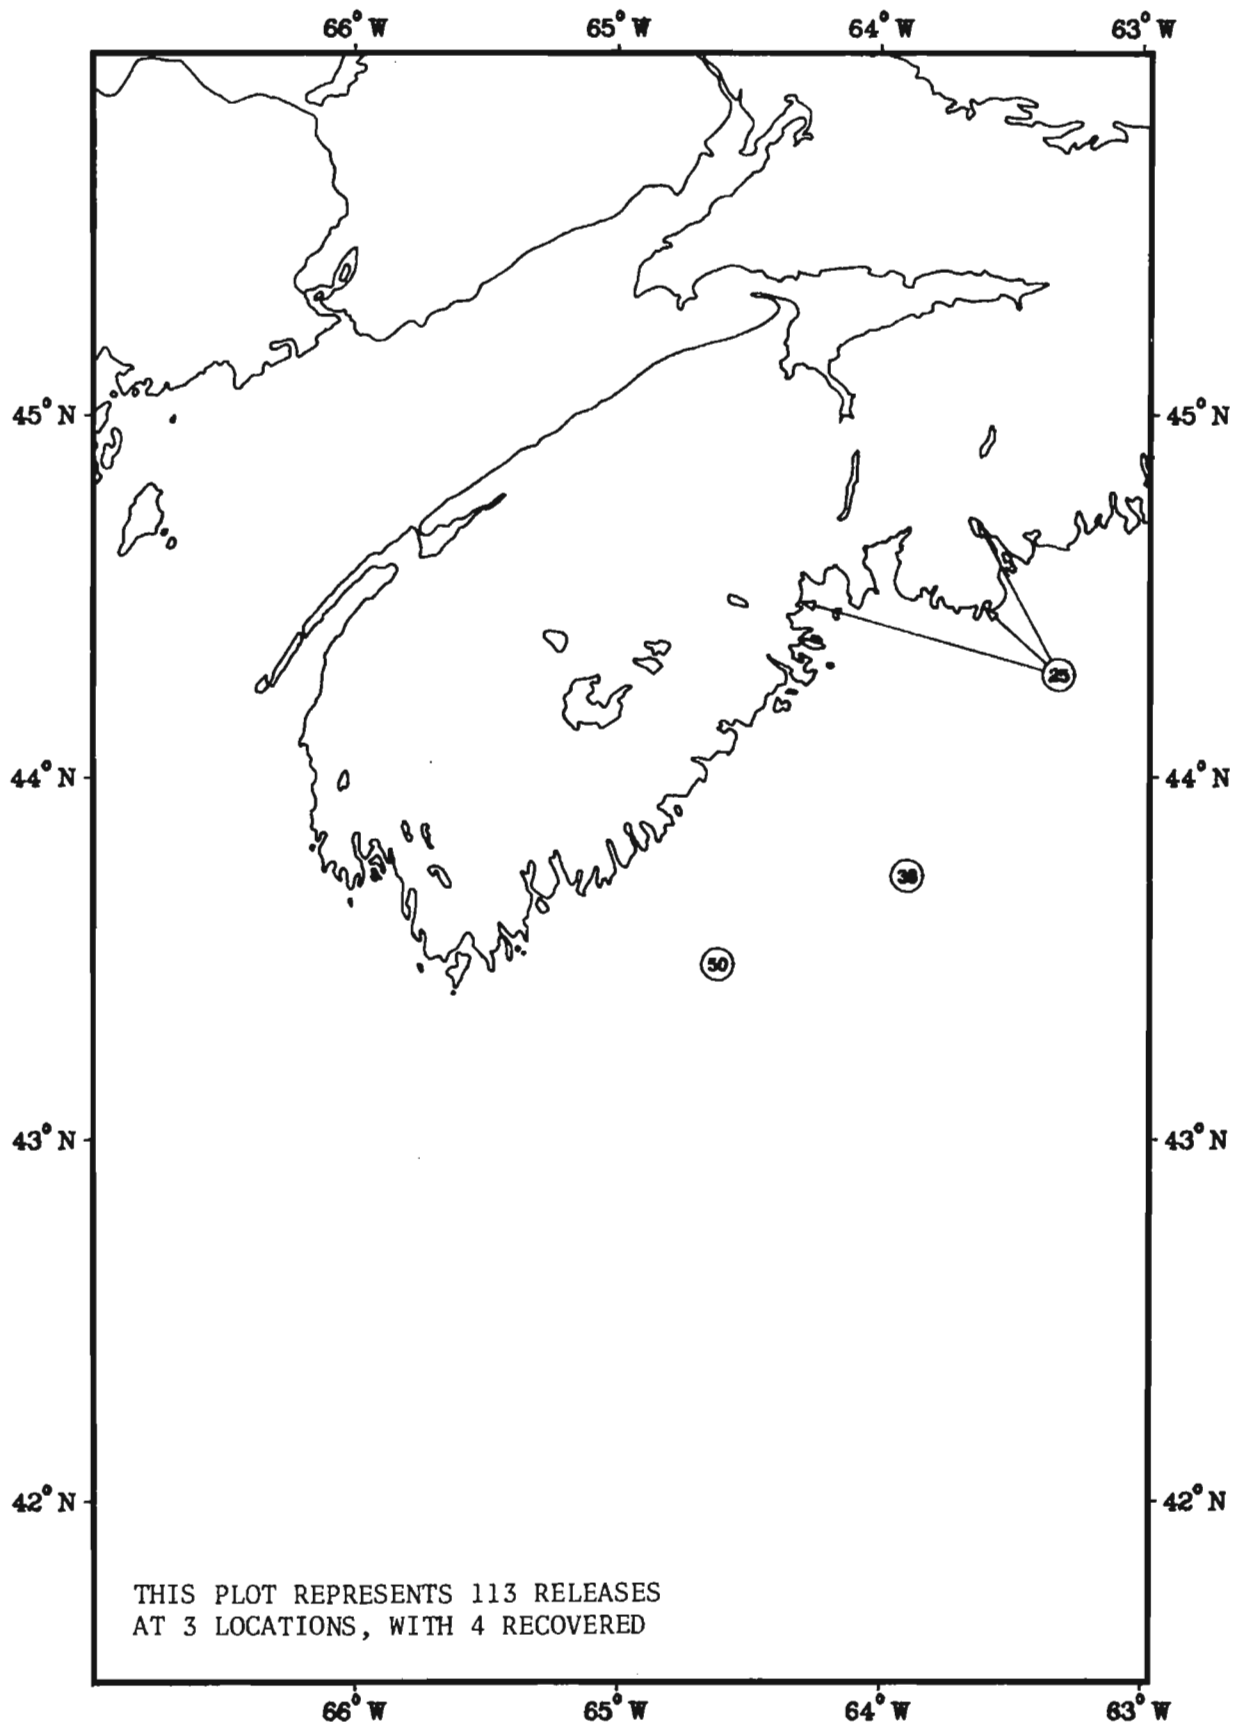 66° W 65° W 64° W 63° W
45° N 45° N
25
44° N 44° N
38
50
43° N 43° N
42° N 42° N
THIS PLOT REPRESENTS 113 RELEASES
AT 3 LOCATIONS, WITH 4 RECOVERED
66° W 65° W 64° W 63° W